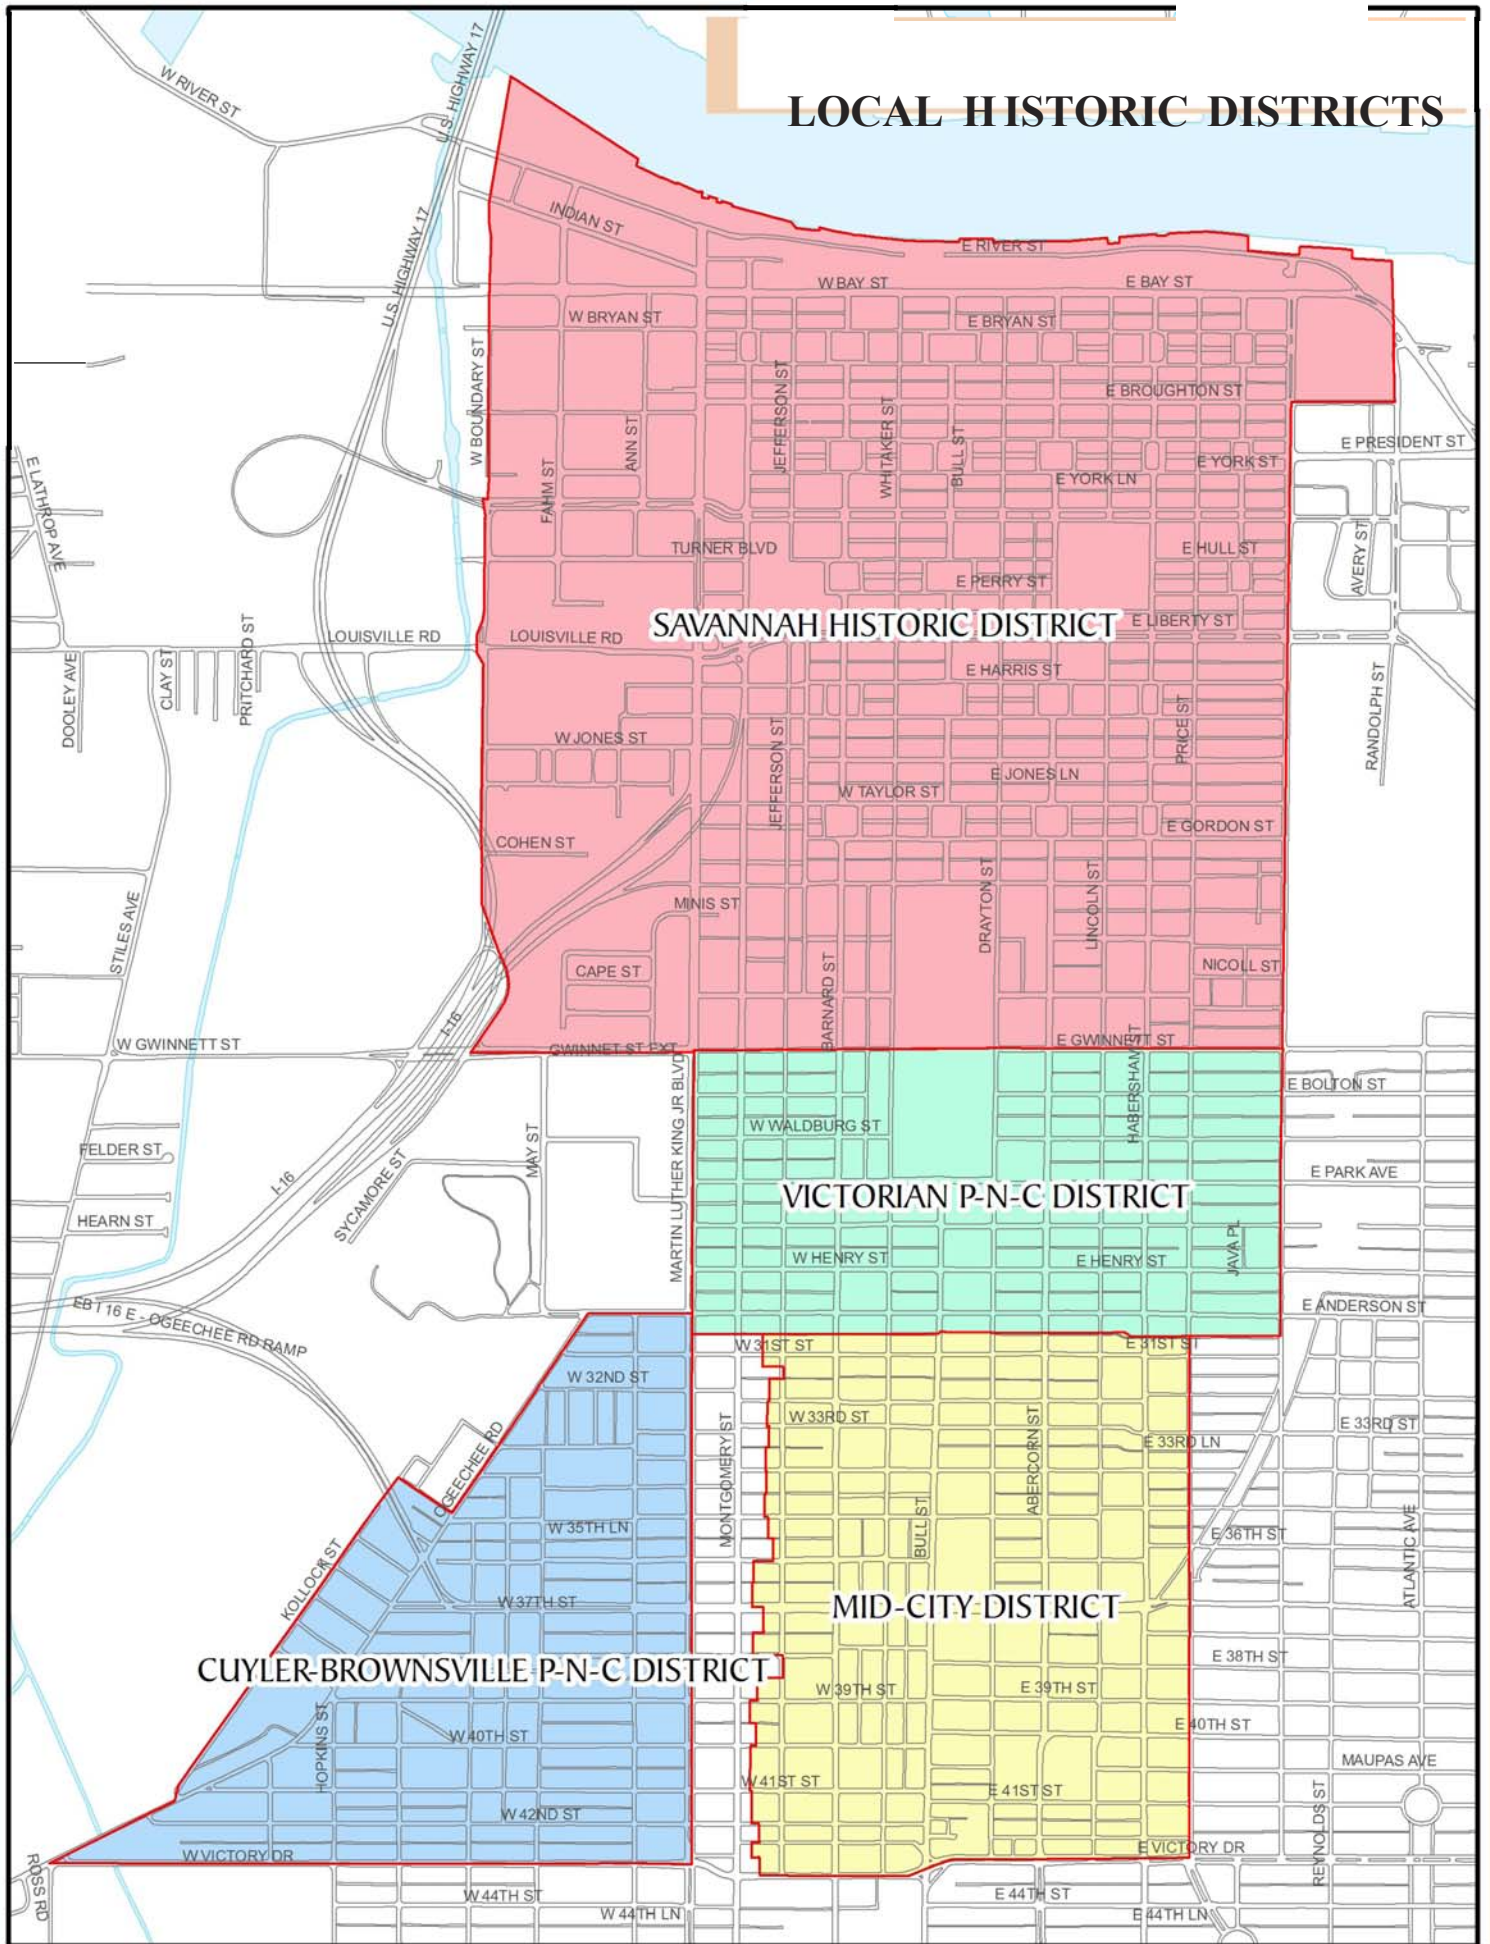 LOCAL HISTORIC DISTRICTS
U.S. HIGHWAY 17
W RIVER ST
U.S. HIGHWAY 17
INDIAN ST
E RIVER ST
W BAY ST
E BAY ST
W BRYAN ST
E BRYAN ST
W BOUNDARY ST
JEFFERSON ST
E BROUGHTON ST
WHITAKER ST
ANN ST
BULL ST
E PRESIDENT ST
E LATHROP AVE
FAHM ST
E YORK ST
E YORK LN
TURNER BLVD
E HULL ST
AVERY ST
E PERRY ST
SAVANNAH HISTORIC DISTRICT
E LIBERTY ST
LOUISVILLE RD
LOUISVILLE RD
PRITCHARD ST
CLAY ST
DOOLEY AVE
E HARRIS ST
RANDOLPH ST
PRICE ST
W JONES ST
JEFFERSON ST
E JONES LN
W TAYLOR ST
E GORDON ST
COHEN ST
MINIS ST
DRAYTON ST
LINCOLN ST
STILES AVE
CAPE ST
BARNARD ST
NICOLL ST
I-16
W GWINNETT ST
GWINNET ST EXT
E GWINNETT ST
E BOLTON ST
HABERSHAM ST
MARTIN LUTHER KING JR BLVD
W WALDBURG ST
FELDER ST
MAY ST
E PARK AVE
I-16
SYCAMORE ST
VICTORIAN P-N-C DISTRICT
HEARN ST
W HENRY ST
E HENRY ST
JAVA PL
EB I 16 E - OGEECHEE RD RAMP
E ANDERSON ST
W 31ST ST
E 31ST ST
W 32ND ST
W 33RD ST
E 33RD ST
E 33RD LN
OGEECHEE RD
MONTGOMERY ST
ABERCORN ST
W 35TH LN
BULL ST
E 36TH ST
ATLANTIC AVE
KOLLOCK ST
W 37TH ST
MID-CITY DISTRICT
E 38TH ST
CUYLER-BROWNSVILLE P-N-C DISTRICT
W 39TH ST
E 39TH ST
E 40TH ST
HOPKINS ST
W 40TH ST
MAUPAS AVE
W 41ST ST
E 41ST ST
W 42ND ST
REYNOLDS ST
W VICTORY DR
E VICTORY DR
ROSS RD
W 44TH ST
E 44TH ST
W 44TH LN
E 44TH LN